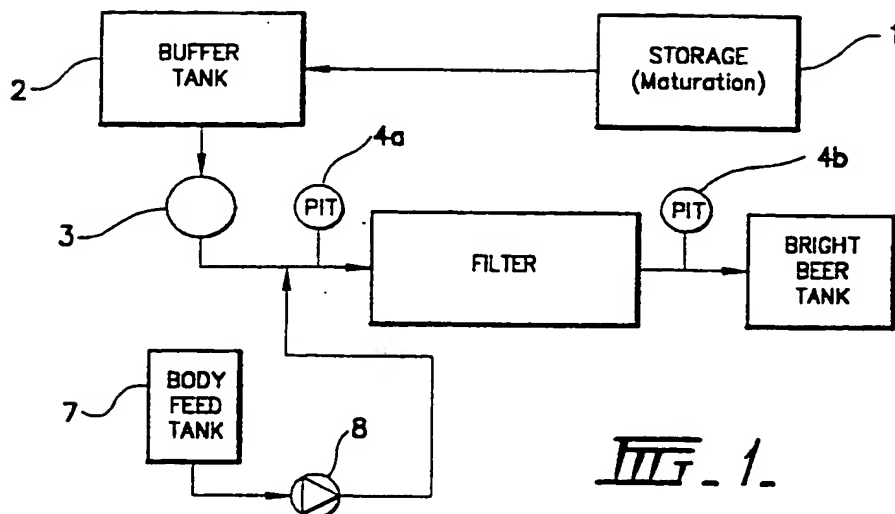 BUFFER
TANK
2
STORAGE
(Maturation)
1
4a
PIT
4b
PIT
3
FILTER
BRIGHT
BEER
TANK
BODY
FEED
TANK
7
8
FIG - 1 -